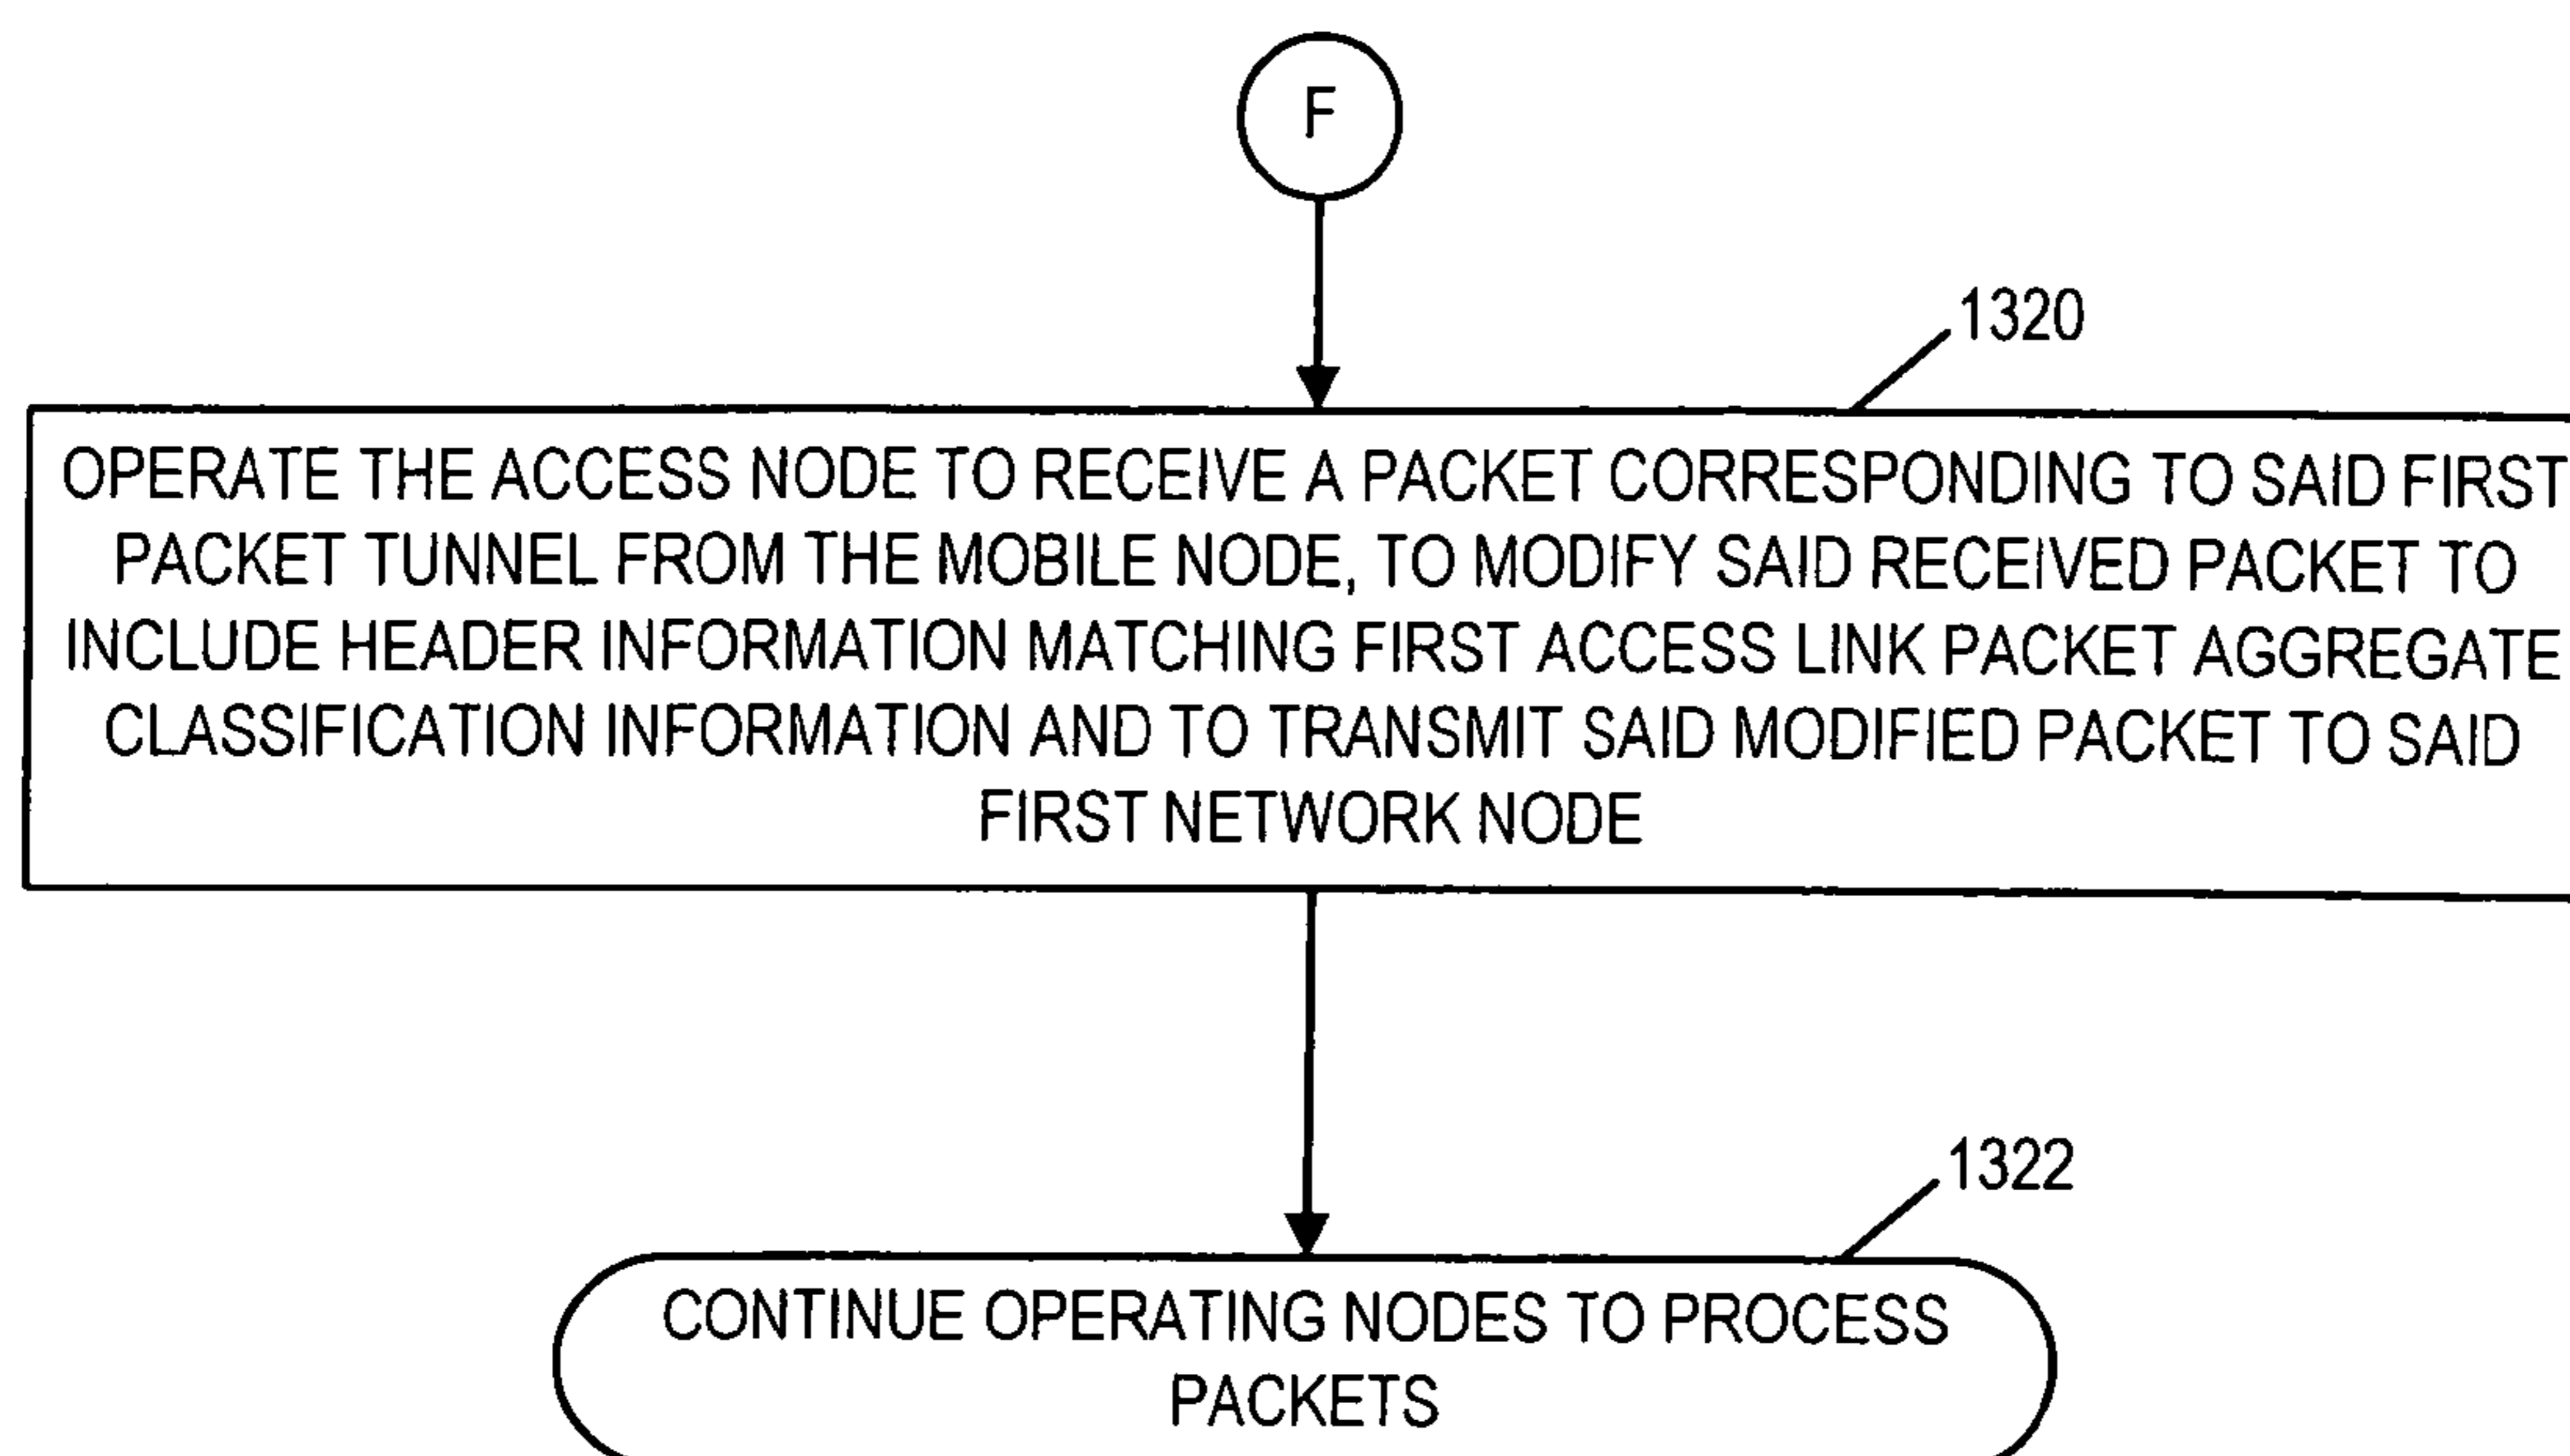 F
1320
OPERATE THE ACCESS NODE TO RECEIVE A PACKET CORRESPONDING TO SAID FIRST
PACKET TUNNEL FROM THE MOBILE NODE, TO MODIFY SAID RECEIVED PACKET TO
INCLUDE HEADER INFORMATION MATCHING FIRST ACCESS LINK PACKET AGGREGATE
CLASSIFICATION INFORMATION AND TO TRANSMIT SAID MODIFIED PACKET TO SAID
FIRST NETWORK NODE
1322
CONTINUE OPERATING NODES TO PROCESS
PACKETS